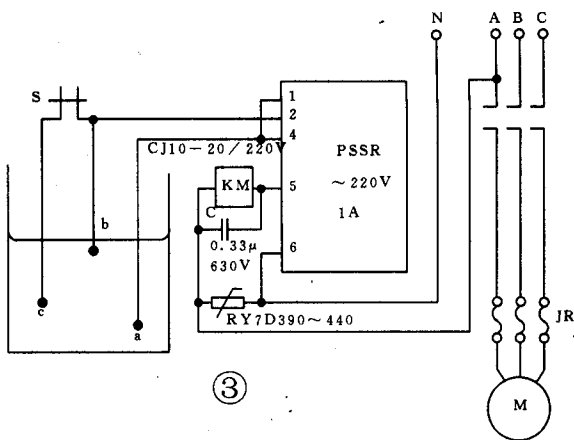 N A B C
S
1
2
4
CJ10-20/220V
PSSR
~220V
1A
KM
5
C
0.33μ
630V
6
RY7D390~440
b
c
a
JR
M
③